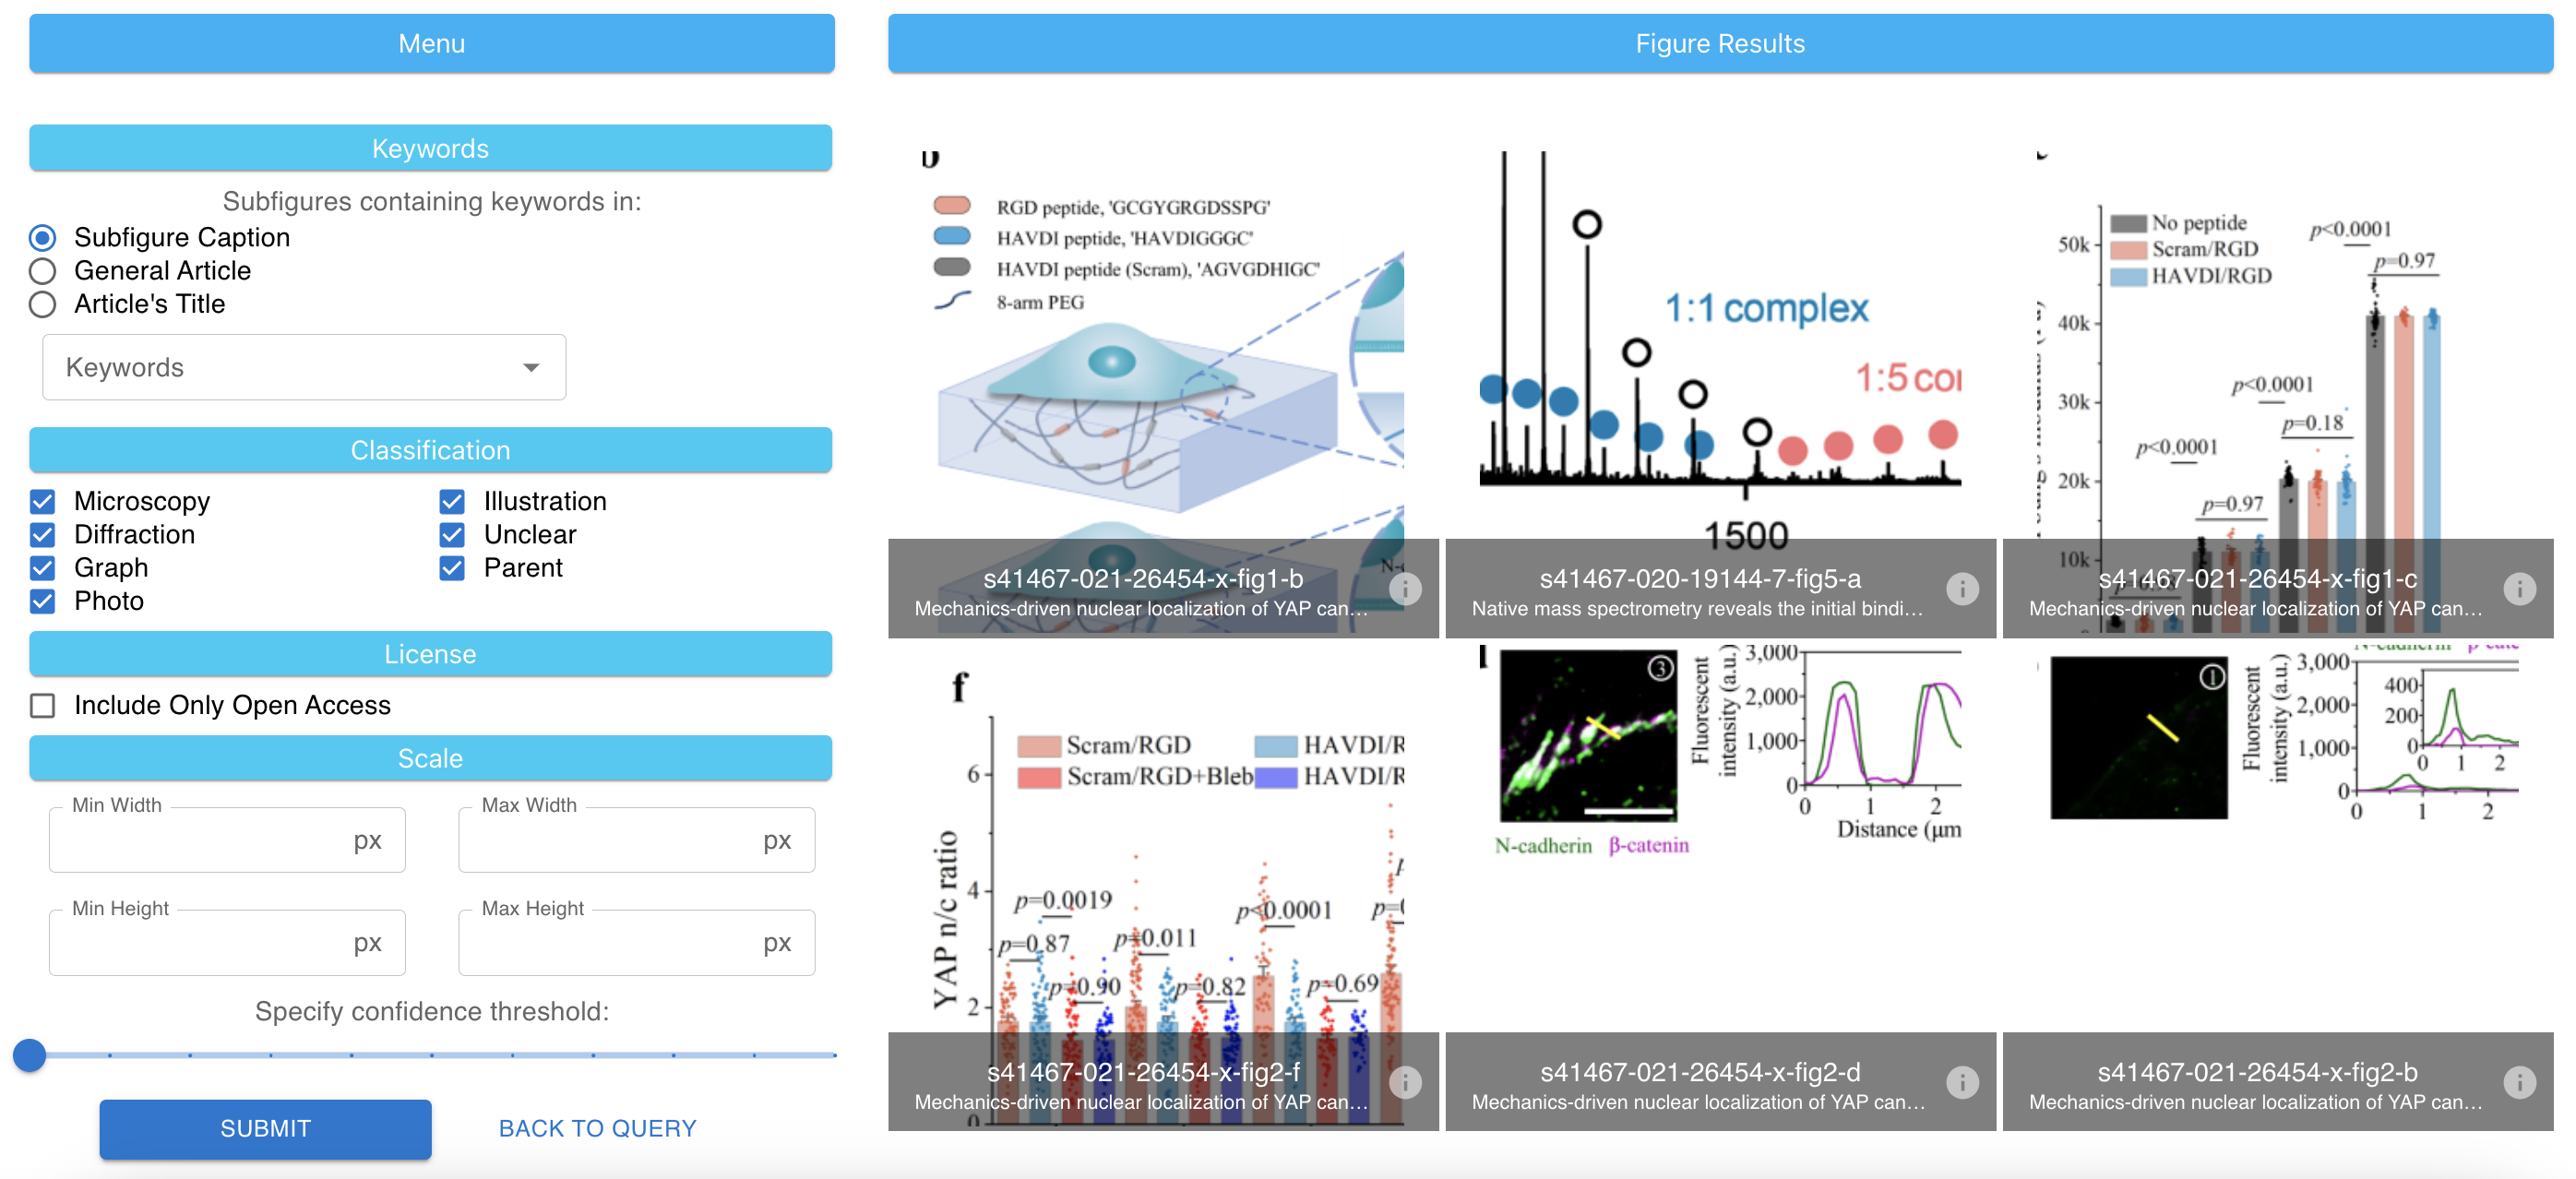 Menu
Keywords
Subfigures containing keywords in:
Subfigure Caption
General Article
Article's Title
Keywords
Classification
Microscopy
Illustration
Diffraction
Unclear
Graph
Parent
Photo
License
Include Only Open Access
Scale
Min Width
px
Max Width
px
Min Height
px
Max Height
px
Specify confidence threshold:
SUBMIT
BACK TO QUERY
Figure Results
b
RGD peptide, 'GCGYGRGDSSPG'
HAVDI peptide, 'HAVDIGGGC'
HAVDI peptide (Scram), 'AGVGDHIGC'
8-arm PEG
s41467-021-26454-x-fig1-b
Mechanics-driven nuclear localization of YAP can...
1:1 complex
1:5
1500
s41467-020-19144-7-fig5-a
Native mass spectrometry reveals the initial bindi...
No peptide
Scram/RGD
HAVDI/RGD
50k
40k
30k
20k
10k
p<0.0001
p=0.97
p<0.0001
p=0.18
p<0.0001
p=0.97
s41467-021-26454-x-fig1-c
Mechanics-driven nuclear localization of YAP can...
f
Scram/RGD
HAVDI/R
Scram/RGD+Bleb
HAVDI/R
YAP n/c ratio
6
4
2
0
p=0.0019
p=0.87
p=0.90
p=0.011
p=0.82
p<0.0001
p=0.69
s41467-021-26454-x-fig2-f
Mechanics-driven nuclear localization of YAP can...
3
N-cadherin β-catenin
Fluorescent
intensity (a.u.)
3,000
2,000
1,000
0
0 1 2
Distance (μm
s41467-021-26454-x-fig2-d
Mechanics-driven nuclear localization of YAP can...
1
Fluorescent
intensity (a.u.)
3,000
2,000
1,000
0
400
200
0
0 1 2
0 1 2
s41467-021-26454-x-fig2-b
Mechanics-driven nuclear localization of YAP can...